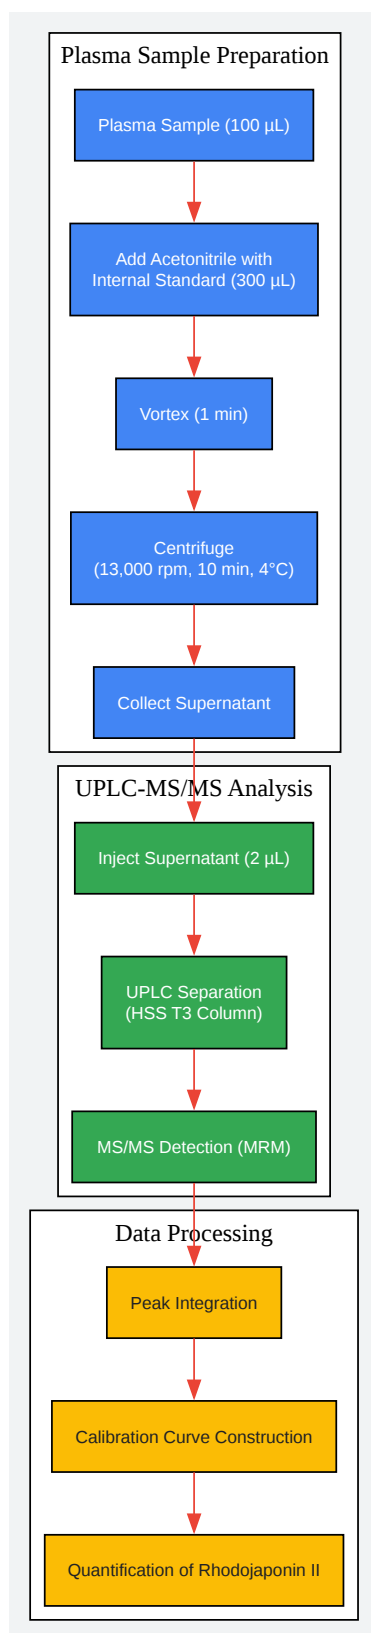 Plasma Sample Preparation
Plasma Sample (100 µL)
Add Acetonitrile with
Internal Standard (300 µL)
Vortex (1 min)
Centrifuge
(13,000 rpm, 10 min, 4°C)
Collect Supernatant
UPLC-MS/MS Analysis
Inject Supernatant (2 µL)
UPLC Separation
(HSS T3 Column)
MS/MS Detection (MRM)
Data Processing
Peak Integration
Calibration Curve Construction
Quantification of Rhodojaponin II